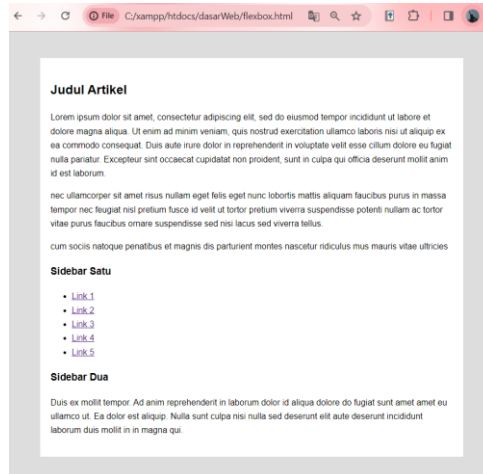 File
C:/xampp/htdocs/dasarWeb/flexbox.html
Judul Artikel
Lorem ipsum dolor sit amet, consectetur adipiscing elit, sed do eiusmod tempor incididunt ut labore et
dolore magna aliqua. Ut enim ad minim veniam, quis nostrud exercitation ullamco laboris nisi ut aliquip ex
ea commodo consequat. Duis aute irure dolor in reprehenderit in voluptate velit esse cillum dolore eu fugiat
nulla pariatur. Excepteur sint occaecat cupidatat non proident, sunt in culpa qui officia deserunt mollit anim
id est laborum.
nec ullamcorper sit amet risus nullam eget felis eget nunc lobortis mattis aliquam faucibus purus in massa
tempor nec feugiat nisl pretium fusce id velit ut tortor pretium viverra suspendisse potenti nullam ac tortor
vitae purus faucibus ornare suspendisse sed nisi lacus sed viverra tellus.
cum sociis natoque penatibus et magnis dis parturient montes nascetur ridiculus mus mauris vitae ultricies
Sidebar Satu
• Link 1
• Link 2
• Link 3
• Link 4
• Link 5
Sidebar Dua
Duis ex mollit tempor. Ad anim reprehenderit in laborum dolor id aliqua dolore do fugiat sunt amet amet eu
ullamco ut. Ea dolor est aliquip. Nulla sunt culpa nisi nulla sed deserunt elit aute deserunt incididunt
laborum duis mollit in in magna qui.